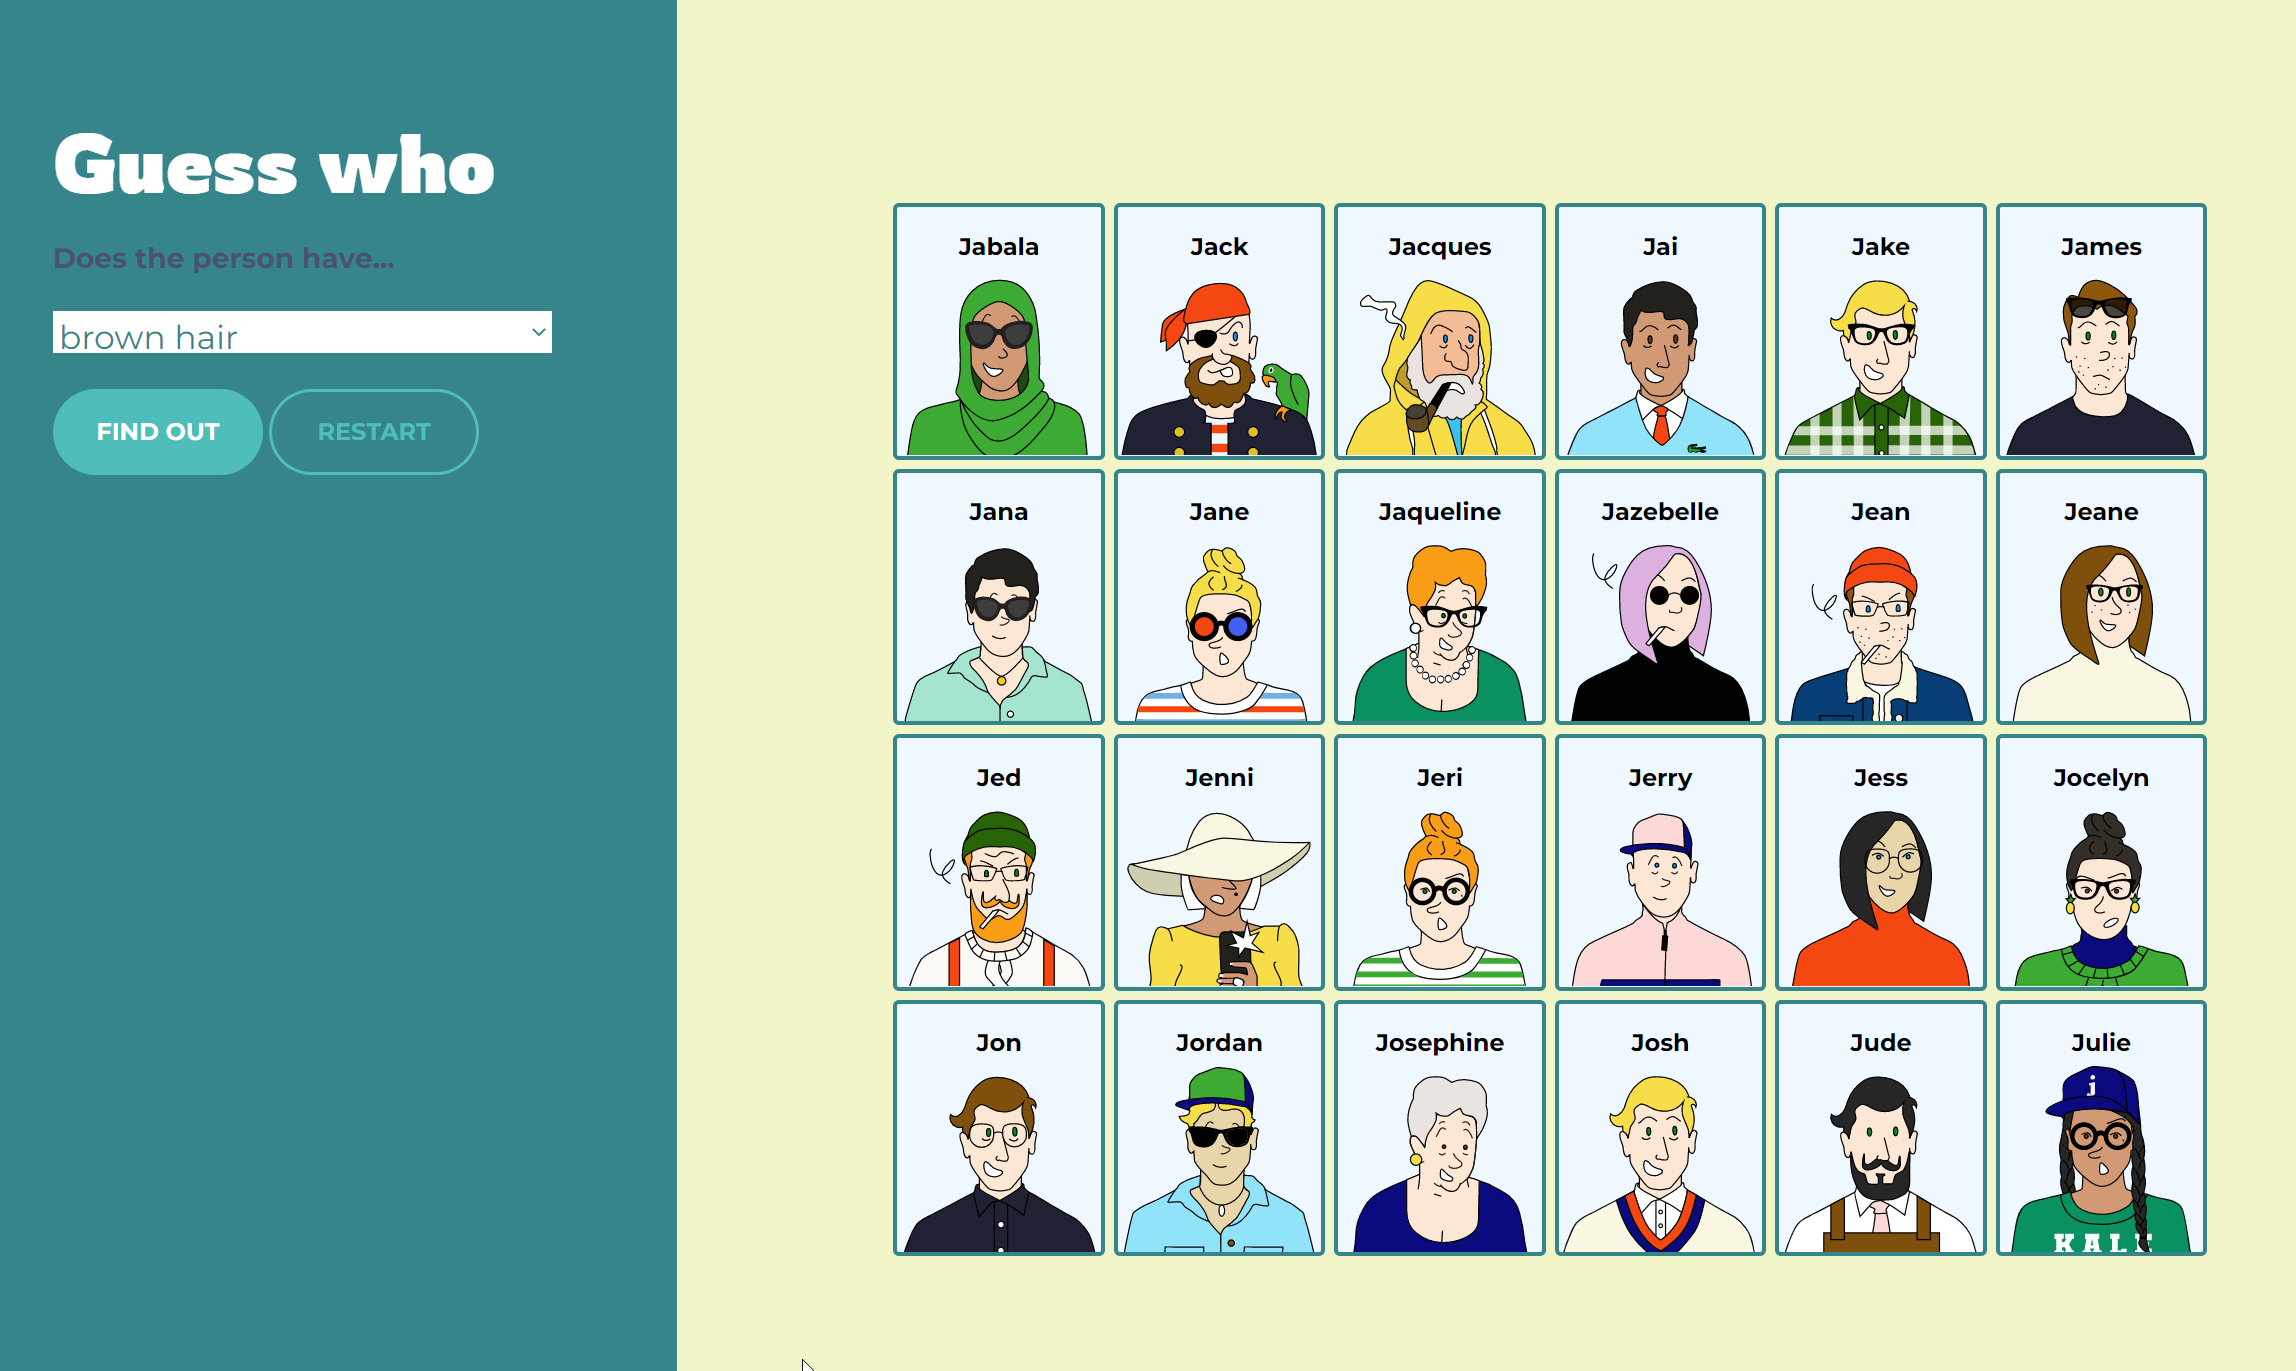 Guess who
Does the person have...
brown hair
FIND OUT RESTART
Jabala Jack Jacques Jai Jake James
Jana Jane Jaqueline Jazebelle Jean Jeane
Jed Jenni Jeri Jerry Jess Jocelyn
Jon Jordan Josephine Josh Jude Julie
j
KALE